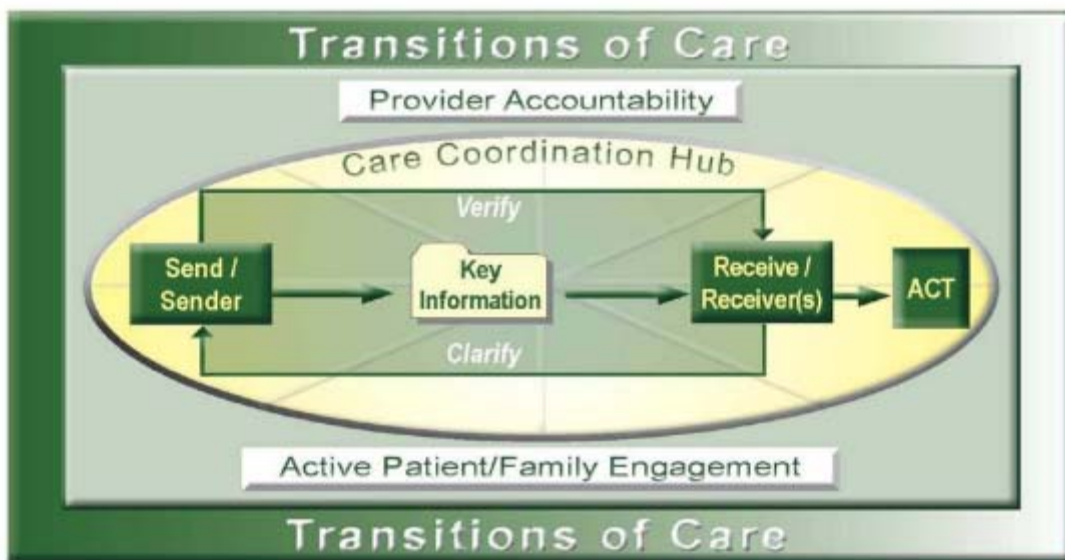 Transitions of Care
Provider Accountability
Care Coordination Hub
Verify
Send /
Sender
Key
Information
Receive /
Receiver(s)
ACT
Clarify
Active Patient/Family Engagement
Transitions of Care